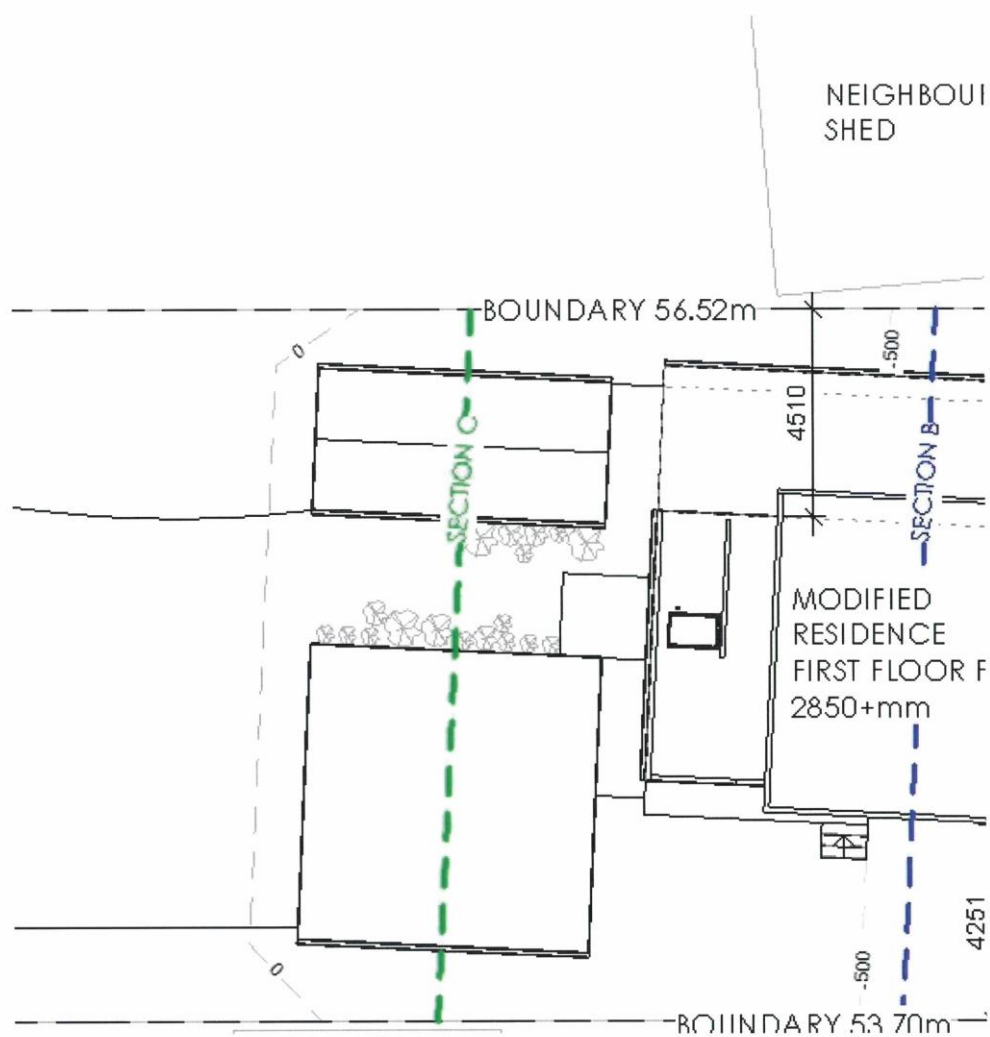 NEIGHBOUI
SHED
BOUNDARY 56.52m
0
-500
4510
SECTION C
SECTION B
MODIFIED
RESIDENCE
FIRST FLOOR F
2850+mm
4251
0
-500
BOUNDARY 53.70m